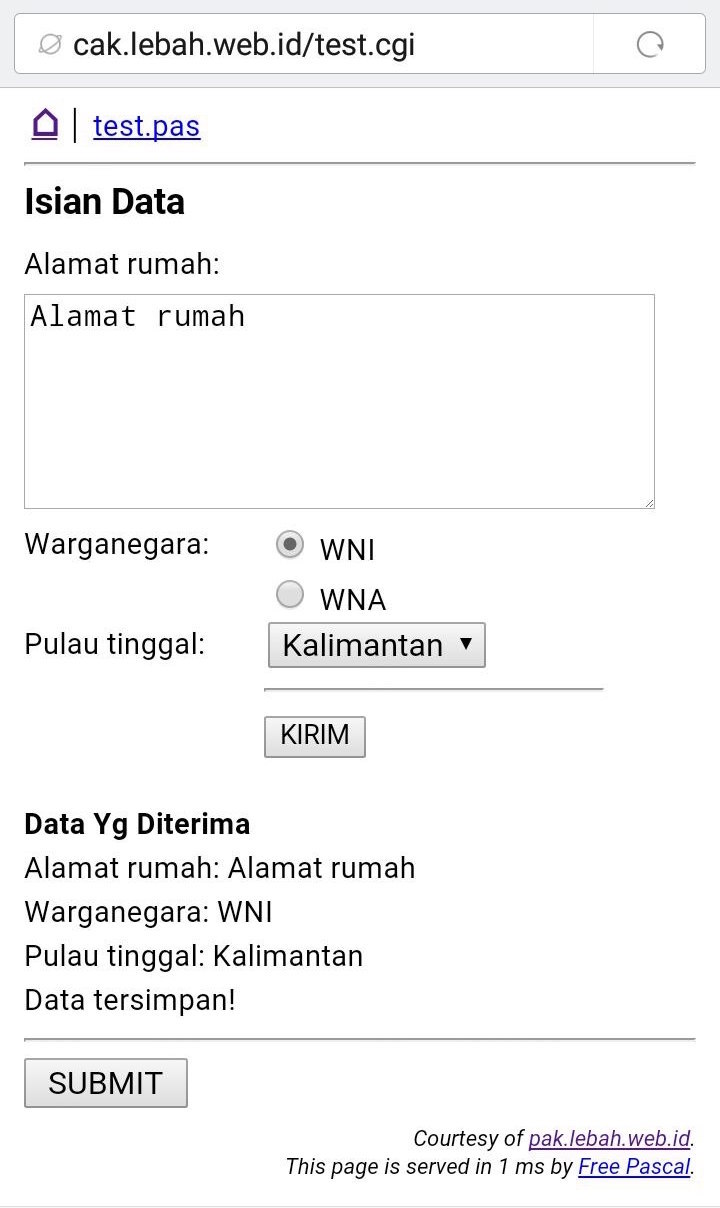 cak.lebah.web.id/test.cgi
| test.pas
Isian Data
Alamat rumah:
Alamat rumah
Warganegara: WNI
WNA
Pulau tinggal: Kalimantan
KIRIM
Data Yg Diterima
Alamat rumah: Alamat rumah
Warganegara: WNI
Pulau tinggal: Kalimantan
Data tersimpan!
SUBMIT
Courtesy of pak.lebah.web.id.
This page is served in 1 ms by Free Pascal.